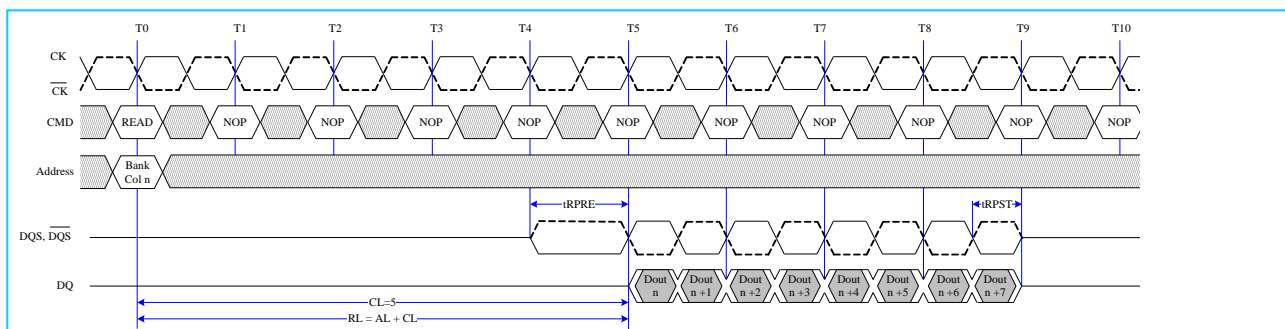 T0 T1 T2 T3 T4 T5 T6 T7 T8 T9 T10
CK
CK
CMD READ NOP NOP NOP NOP NOP NOP NOP NOP NOP NOP
Address Bank
Col n
tRPRE tRPST
DQS, DQS
DQ Dout Dout Dout Dout Dout Dout Dout Dout
n n +1 n +2 n +3 n +4 n +5 n +6 n +7
CL=5
RL = AL + CL